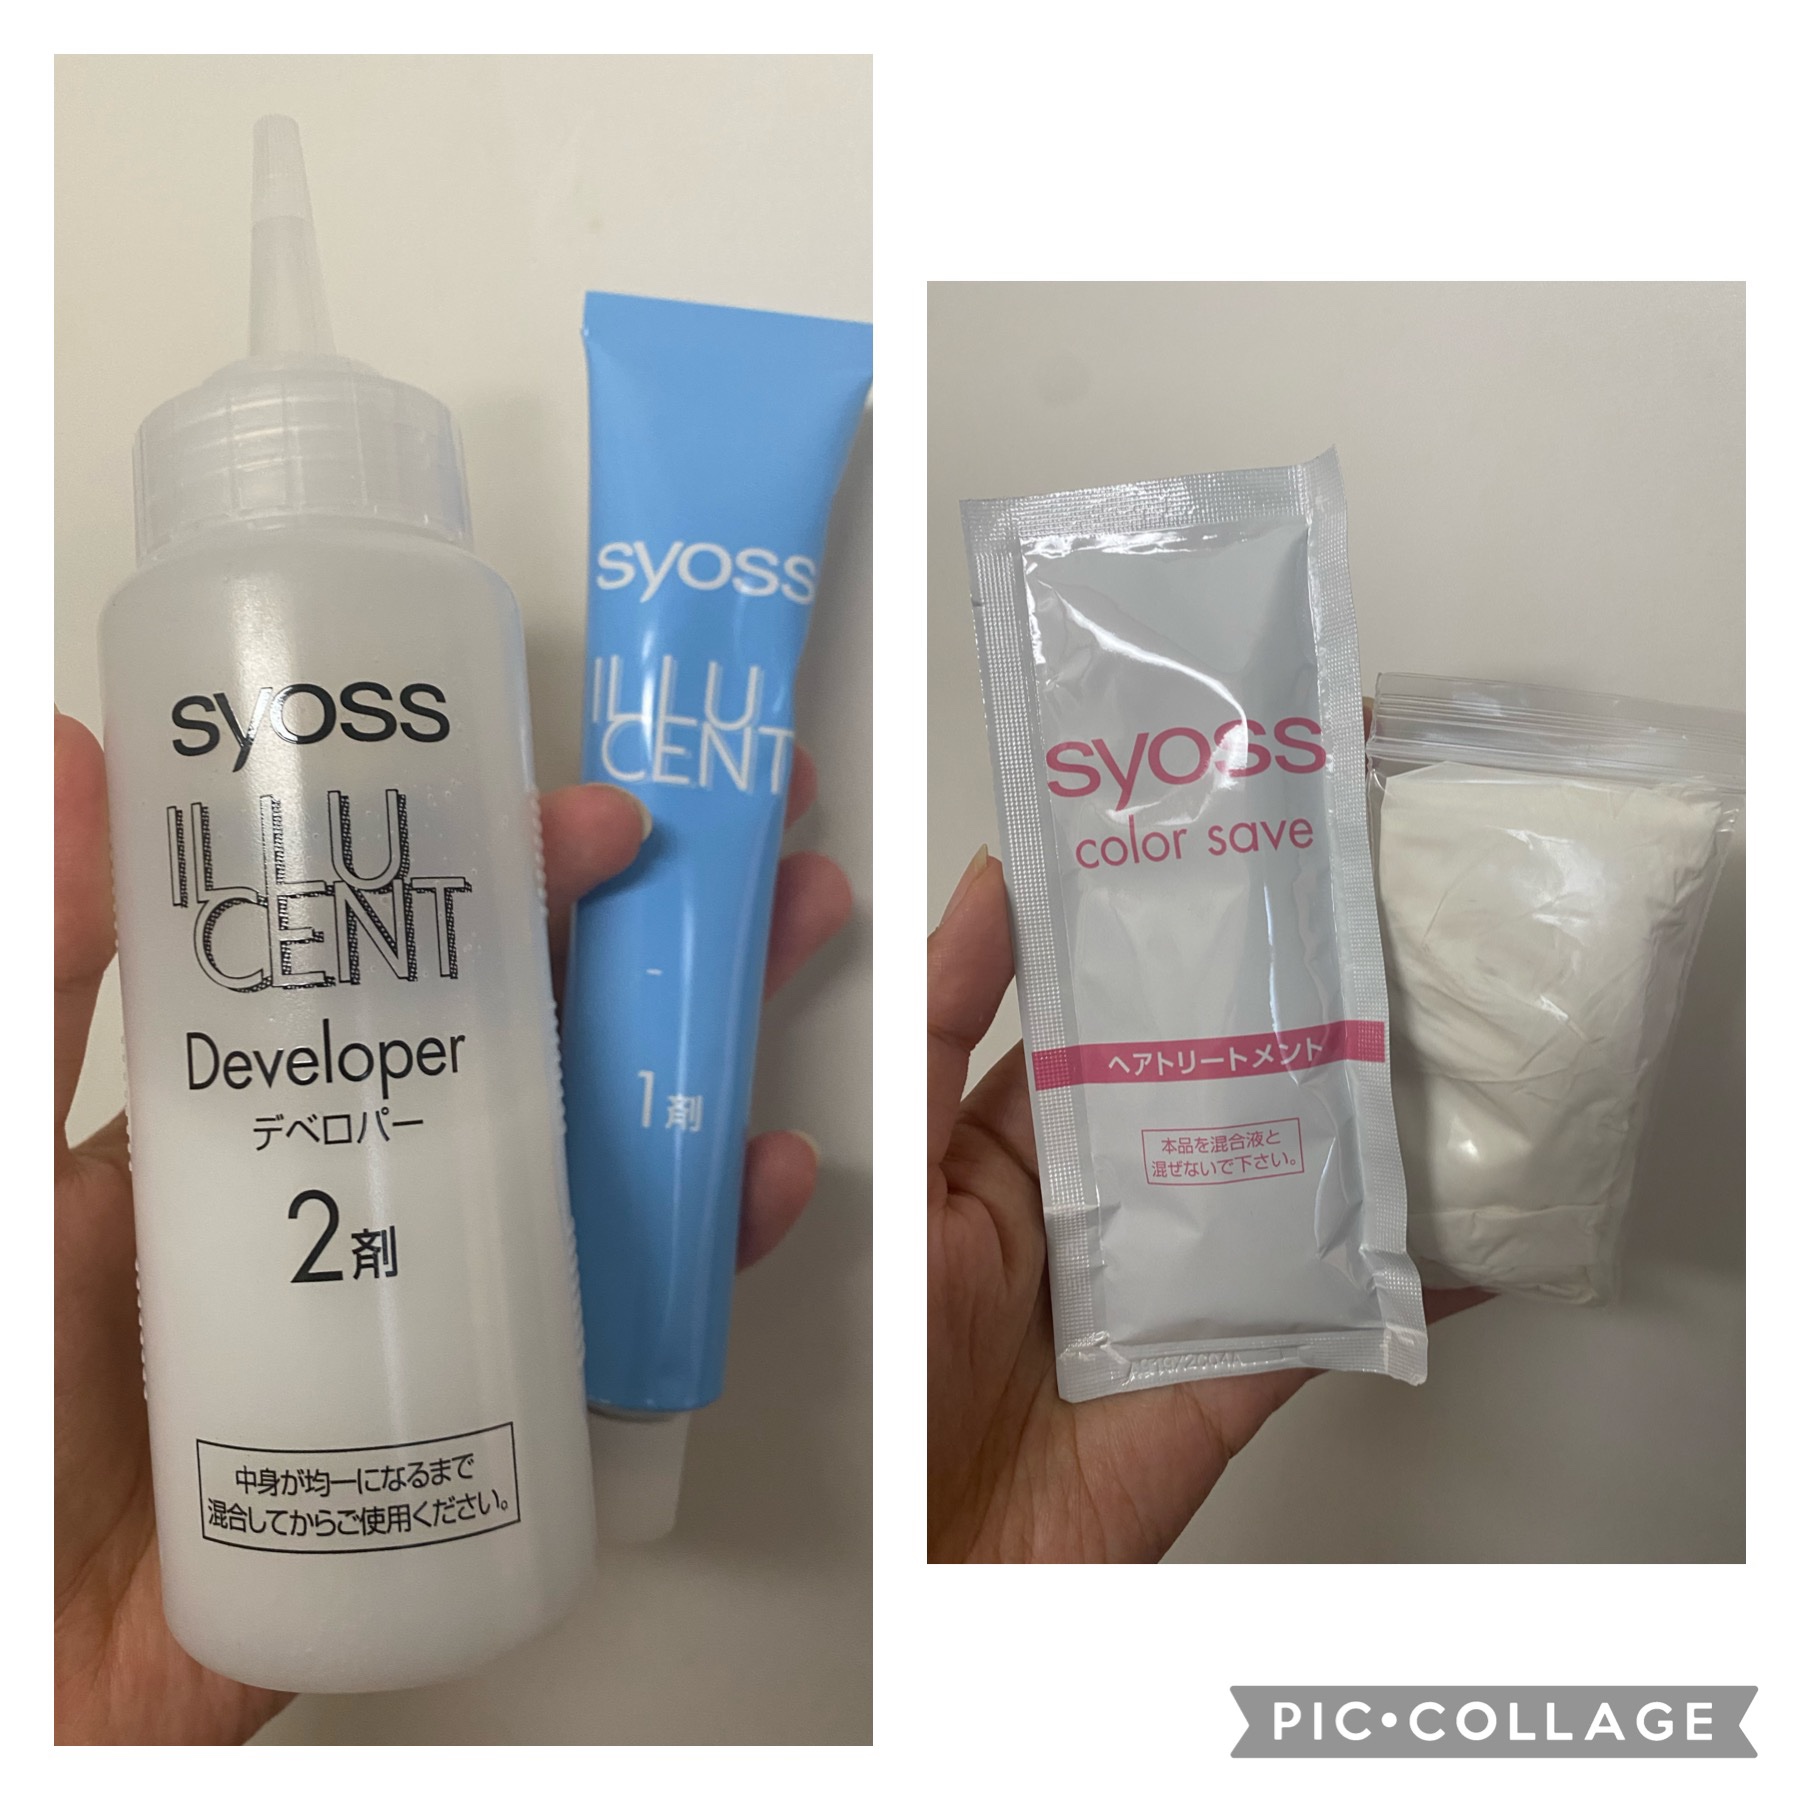 syoss
ILLU
CENT
Developer
デベロパー
2剤
中身が均一になるまで
混合してからご使用ください。
syoss
ILLU
CENT
1剤
syoss
color save
ヘアトリートメント
本品を混合液と
混ぜないで下さい。
PIC•COLLAGE